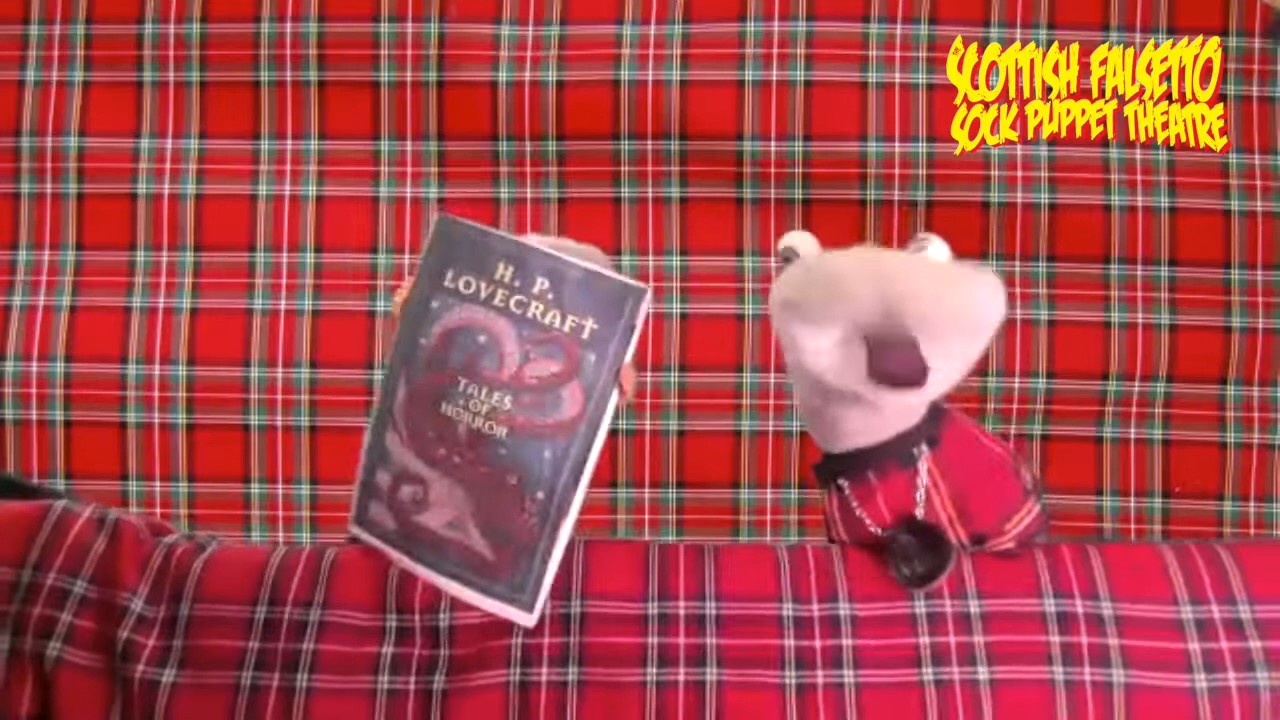 SCOTTISH FALSETTO
SOCK PUPPET THEATRE
H. P.
LOVECRAFT
TALES
OF
HORROR